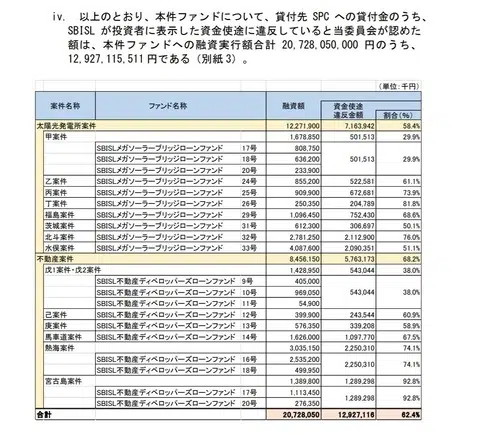 iv. 以上のとおり、本件ファンドについて、貸付先 SPC への貸付金のうち、
SBISL が投資者に表示した資金使途に違反していると当委員会が認めた
額は、本件ファンドへの融資実行額合計 20,728,050,000 円のうち、
12,927,115,511 円である（別紙３）。
（単位：千円）
案件名称 ファンド名称 融資額 資金使途違反金額 割合(%)
太陽光発電所案件 12,271,900 7,163,942 58.4%
甲案件 1,678,850 501,513 29.9%
SBISLメガソーラーブリッジローンファンド 17号 808,750
SBISLメガソーラーブリッジローンファンド 18号 636,200 501,513 29.9%
SBISLメガソーラーブリッジローンファンド 20号 233,900
乙案件 SBISLメガソーラーブリッジローンファンド 24号 855,200 522,581 61.1%
丙案件 SBISLメガソーラーブリッジローンファンド 25号 909,900 672,681 73.9%
丁案件 SBISLメガソーラーブリッジローンファンド 26号 250,350 204,789 81.8%
福島案件 SBISLメガソーラーブリッジローンファンド 29号 1,096,450 752,430 68.6%
茨城案件 SBISLメガソーラーブリッジローンファンド 31号 612,300 306,697 50.1%
北斗案件 SBISLメガソーラーブリッジローンファンド 32号 2,781,250 2,112,900 76.0%
水俣案件 SBISLメガソーラーブリッジローンファンド 33号 4,087,600 2,090,351 51.1%
不動産案件 8,456,150 5,763,173 68.2%
戊1案件・戊2案件 1,428,950 543,044 38.0%
SBISL不動産ディベロッパーズローンファンド 9号 405,000
SBISL不動産ディベロッパーズローンファンド 10号 969,050 543,044 38.0%
SBISL不動産ディベロッパーズローンファンド 11号 54,900
己案件 SBISL不動産ディベロッパーズローンファンド 12号 399,900 243,544 60.9%
庚案件 SBISL不動産ディベロッパーズローンファンド 13号 576,350 339,208 58.9%
馬車道案件 SBISL不動産ディベロッパーズローンファンド 14号 1,626,000 1,097,770 67.5%
熱海案件 3,035,150 2,250,310 74.1%
SBISL不動産ディベロッパーズローンファンド 16号 2,535,200 2,250,310 74.1%
SBISL不動産ディベロッパーズローンファンド 18号 499,950
宮古島案件 1,389,800 1,289,298 92.8%
SBISL不動産ディベロッパーズローンファンド 17号 1,113,450 1,289,298 92.8%
SBISL不動産ディベロッパーズローンファンド 20号 276,350
合計 20,728,050 12,927,116 62.4%